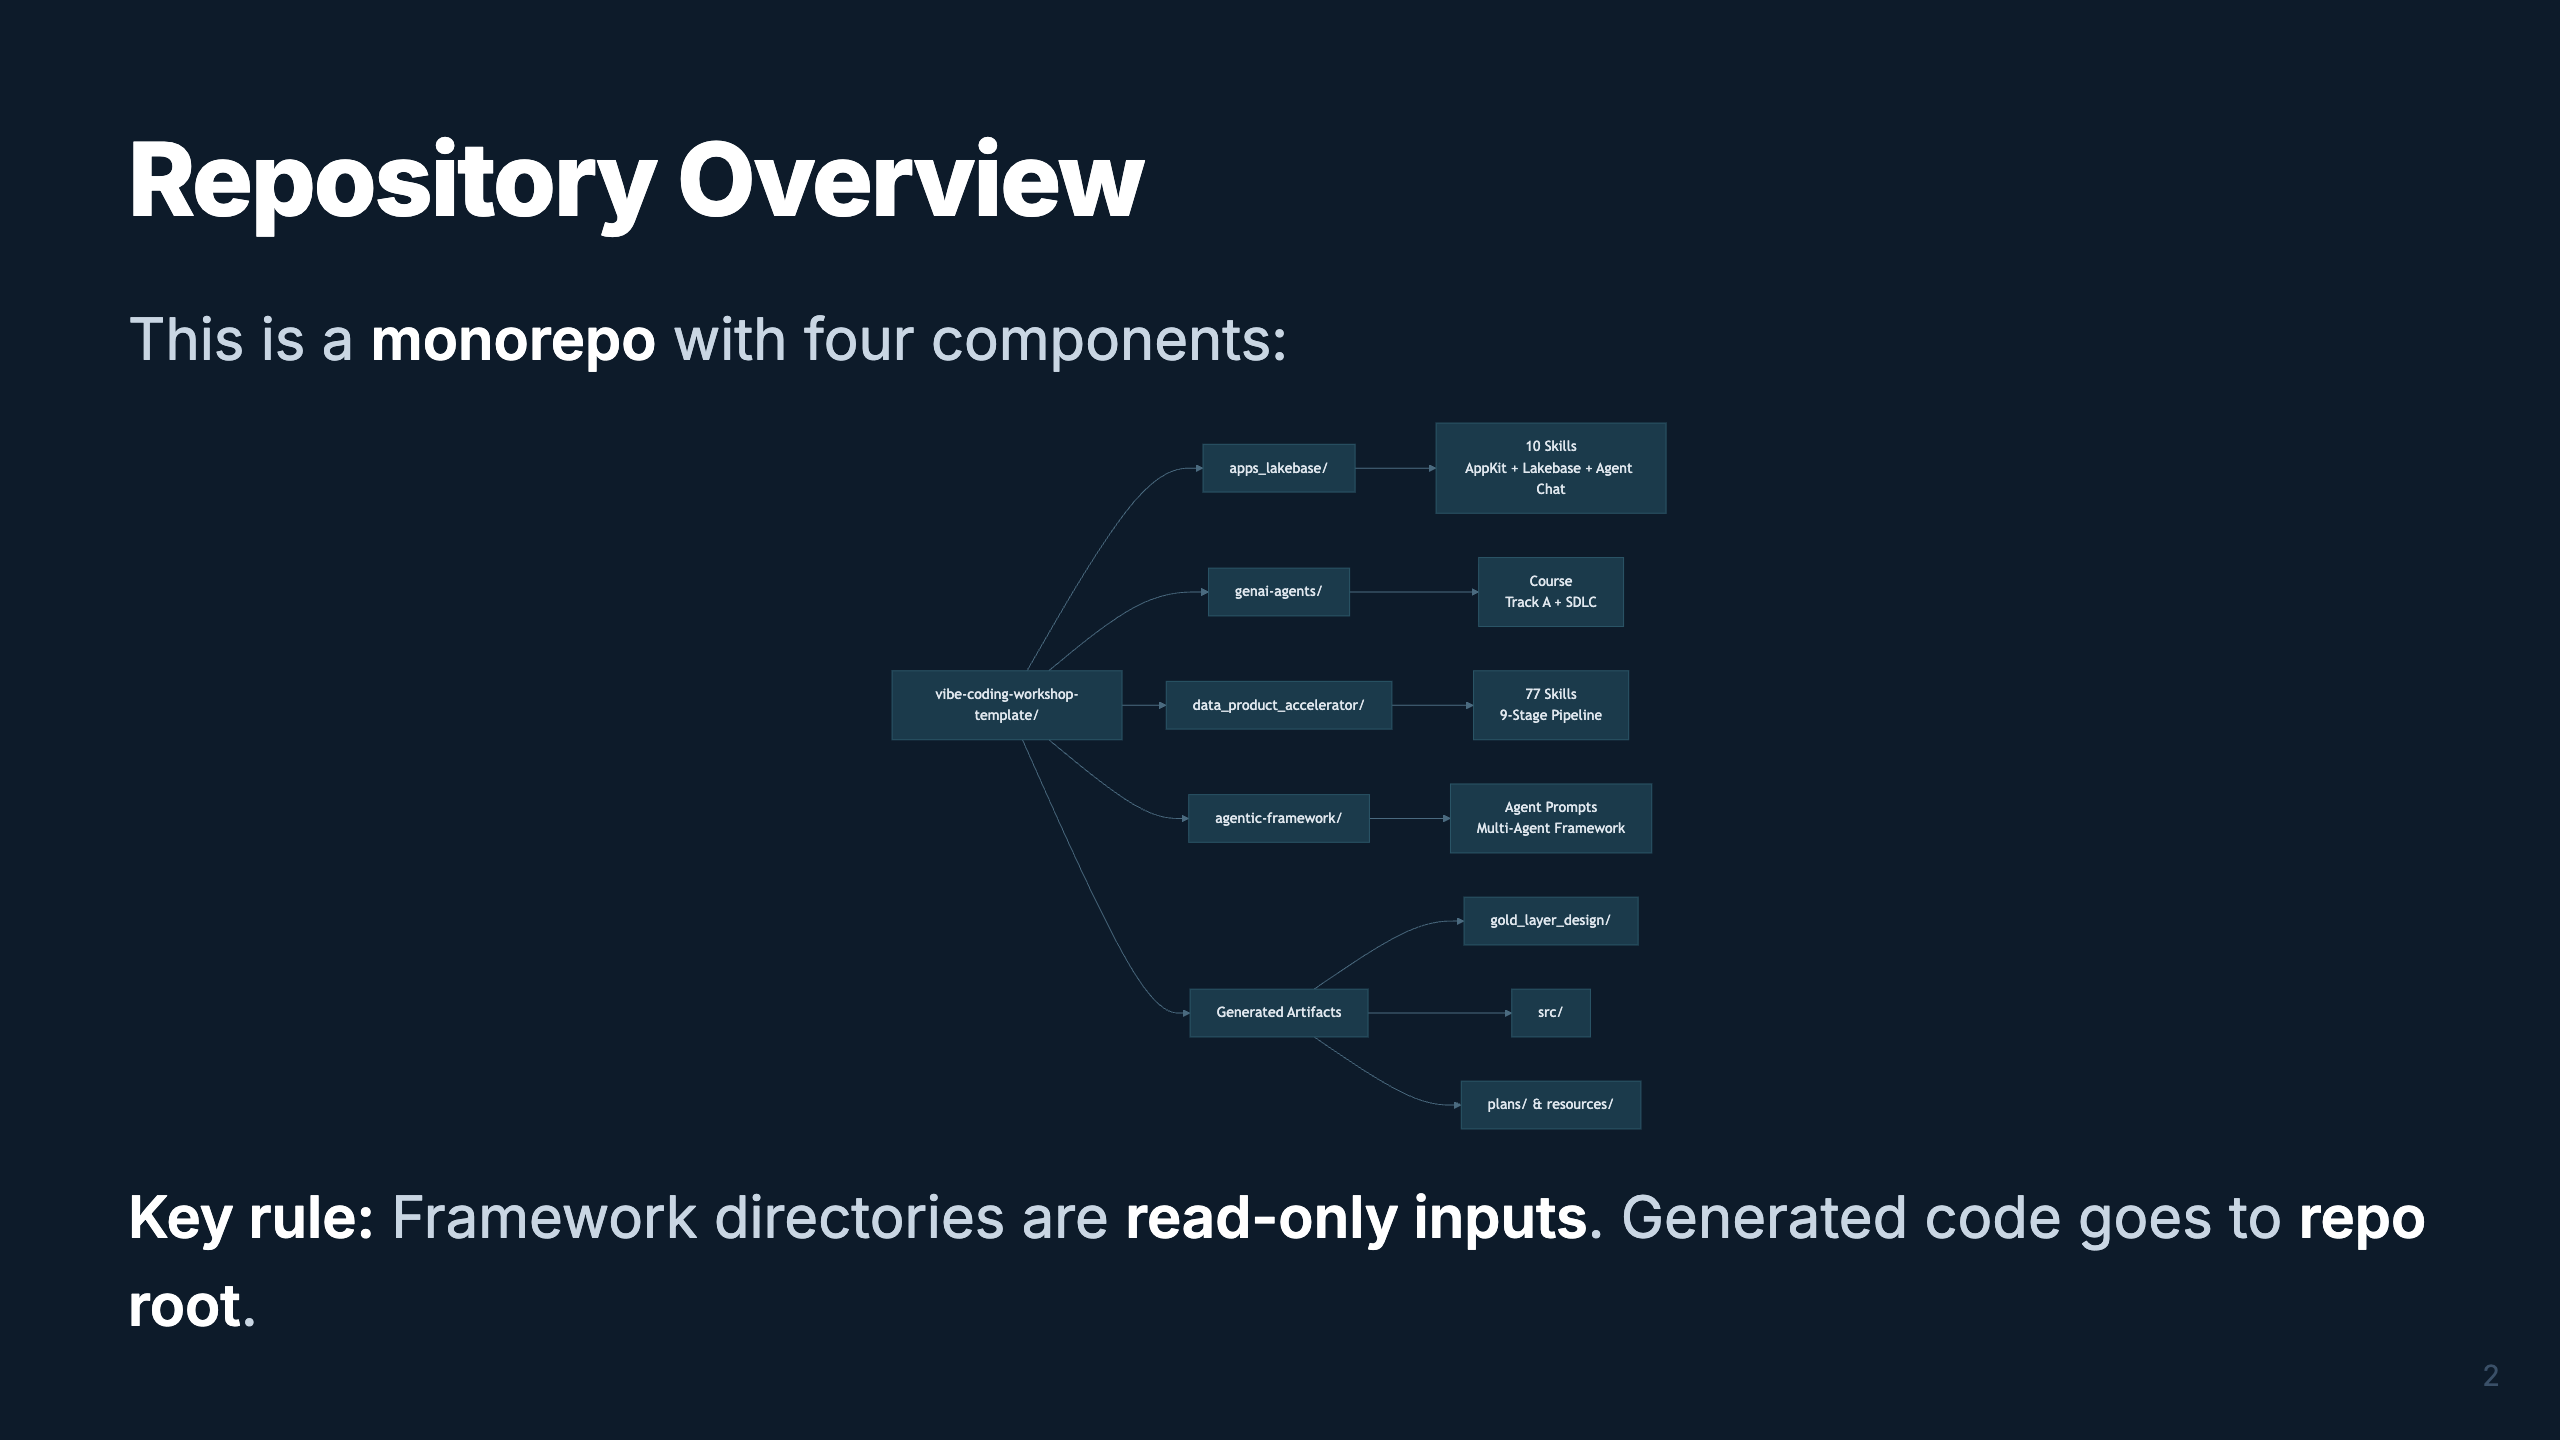 Repository Overview
This is a monorepo with four components:
vibe-coding-workshop-
template/
apps_lakebase/
10 Skills
AppKit + Lakebase + Agent
Chat
genai-agents/
Course
Track A + SDLC
data_product_accelerator/
77 Skills
9-Stage Pipeline
agentic-framework/
Agent Prompts
Multi-Agent Framework
Generated Artifacts
gold_layer_design/
src/
plans/ & resources/
Key rule: Framework directories are read-only inputs. Generated code goes to repo
root.
2